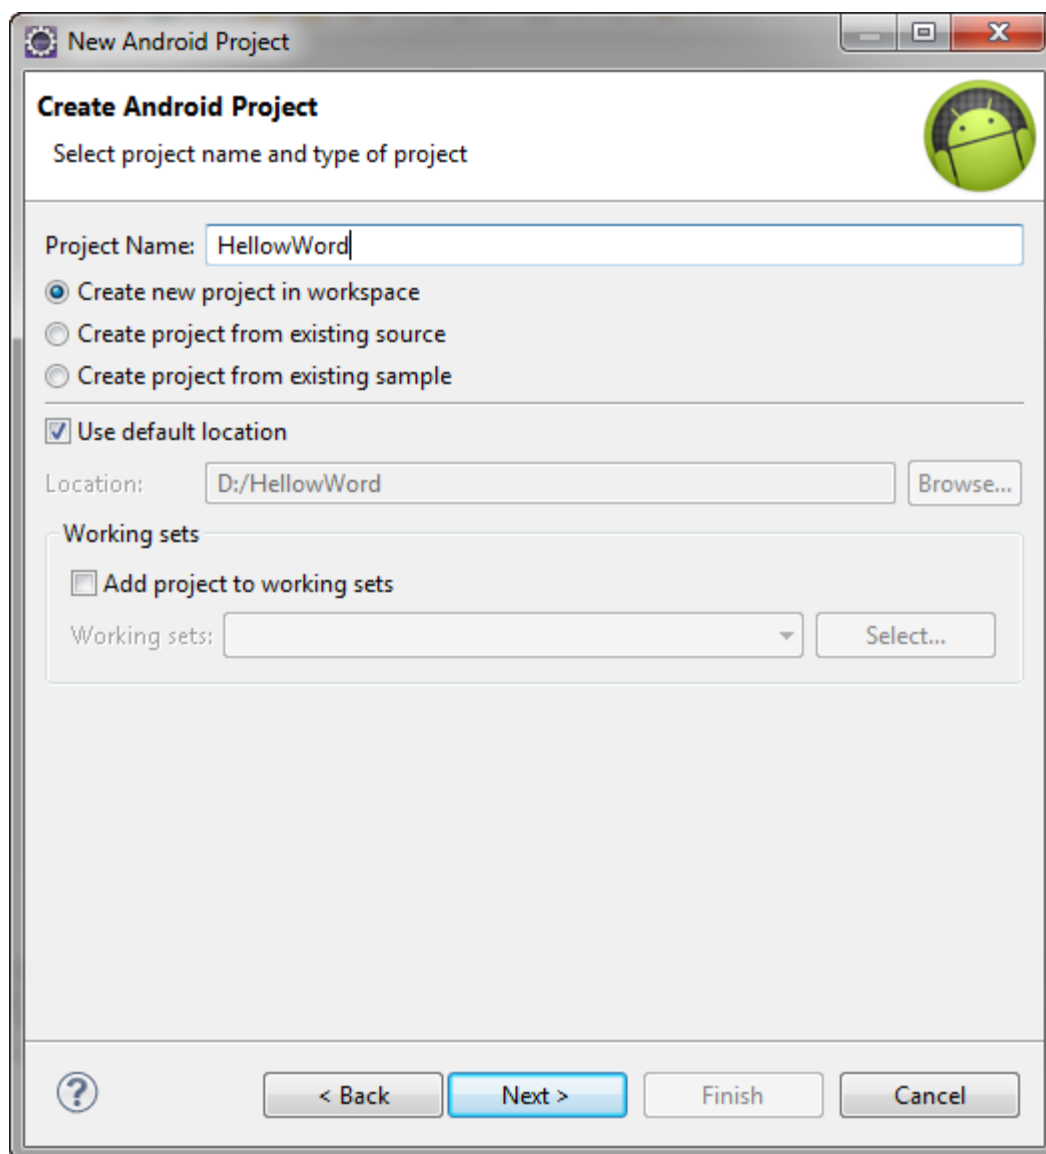 New Android Project
Create Android Project
Select project name and type of project
Project Name: HellowWord
Create new project in workspace
Create project from existing source
Create project from existing sample
Use default location
Location: D:/HellowWord Browse...
Working sets
Add project to working sets
Working sets: Select...
? < Back Next > Finish Cancel